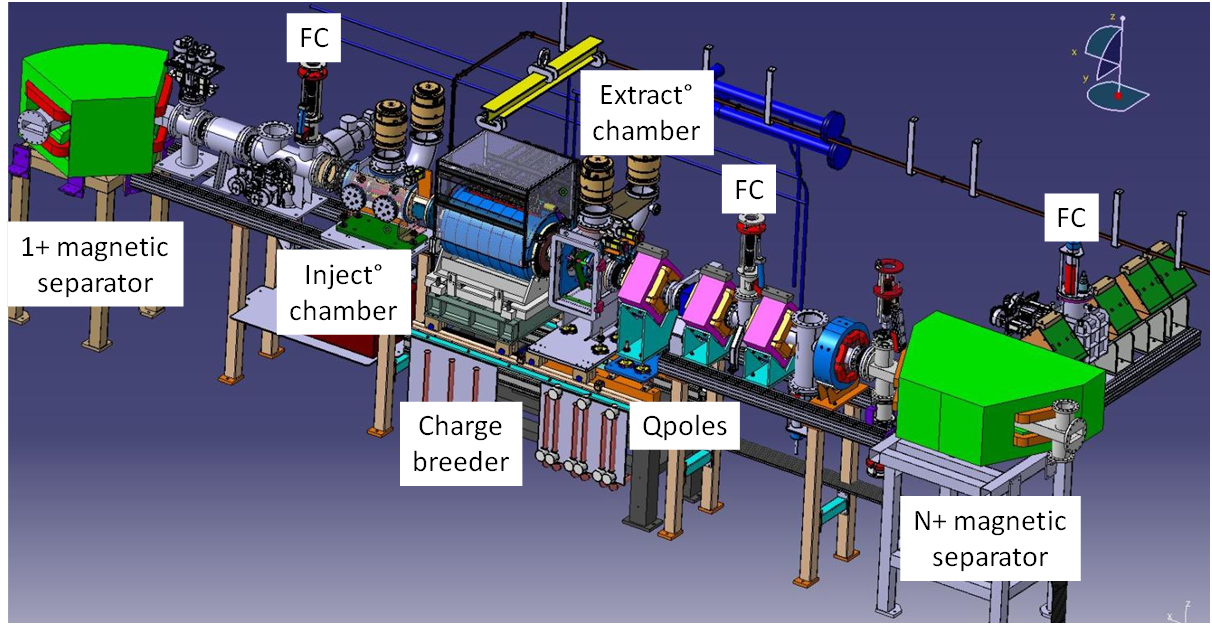 FC
Extract°
chamber
FC
FC
1+ magnetic
separator
Inject°
chamber
Charge
breeder
Qpoles
N+ magnetic
separator
z
x
y
z
x